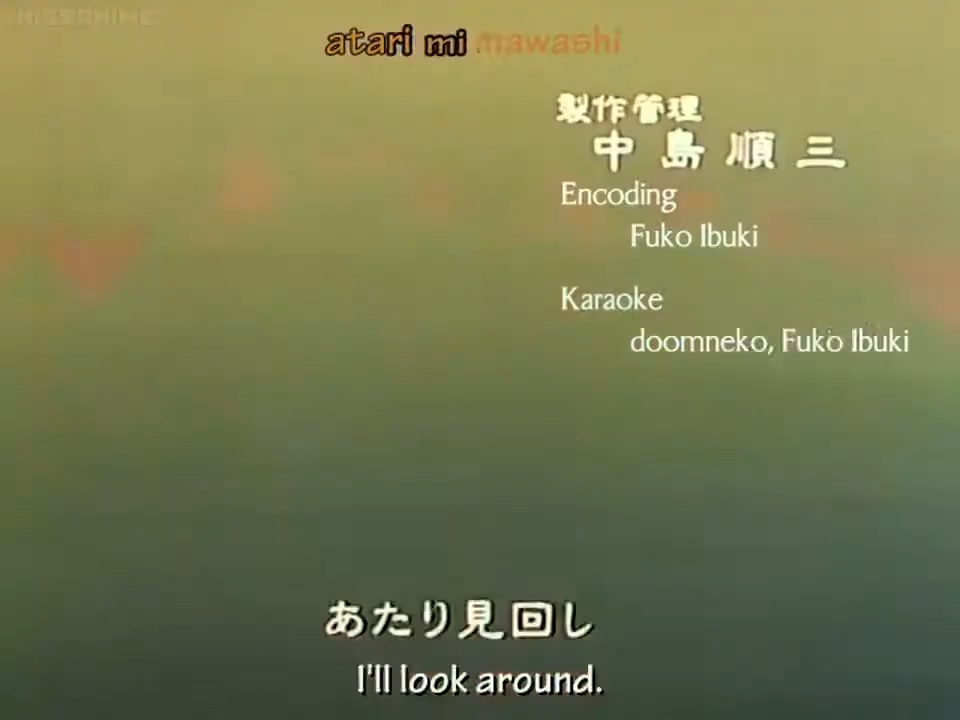 atari mi mawashi
製作管理
中島順三
Encoding
Fuko Ibuki
Karaoke
doomneko, Fuko Ibuki
あたり見回し
I'll look around.